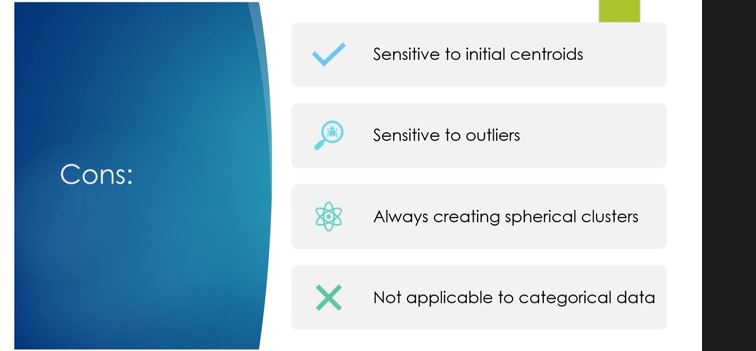 Cons:
Sensitive to initial centroids
Sensitive to outliers
Always creating spherical clusters
Not applicable to categorical data